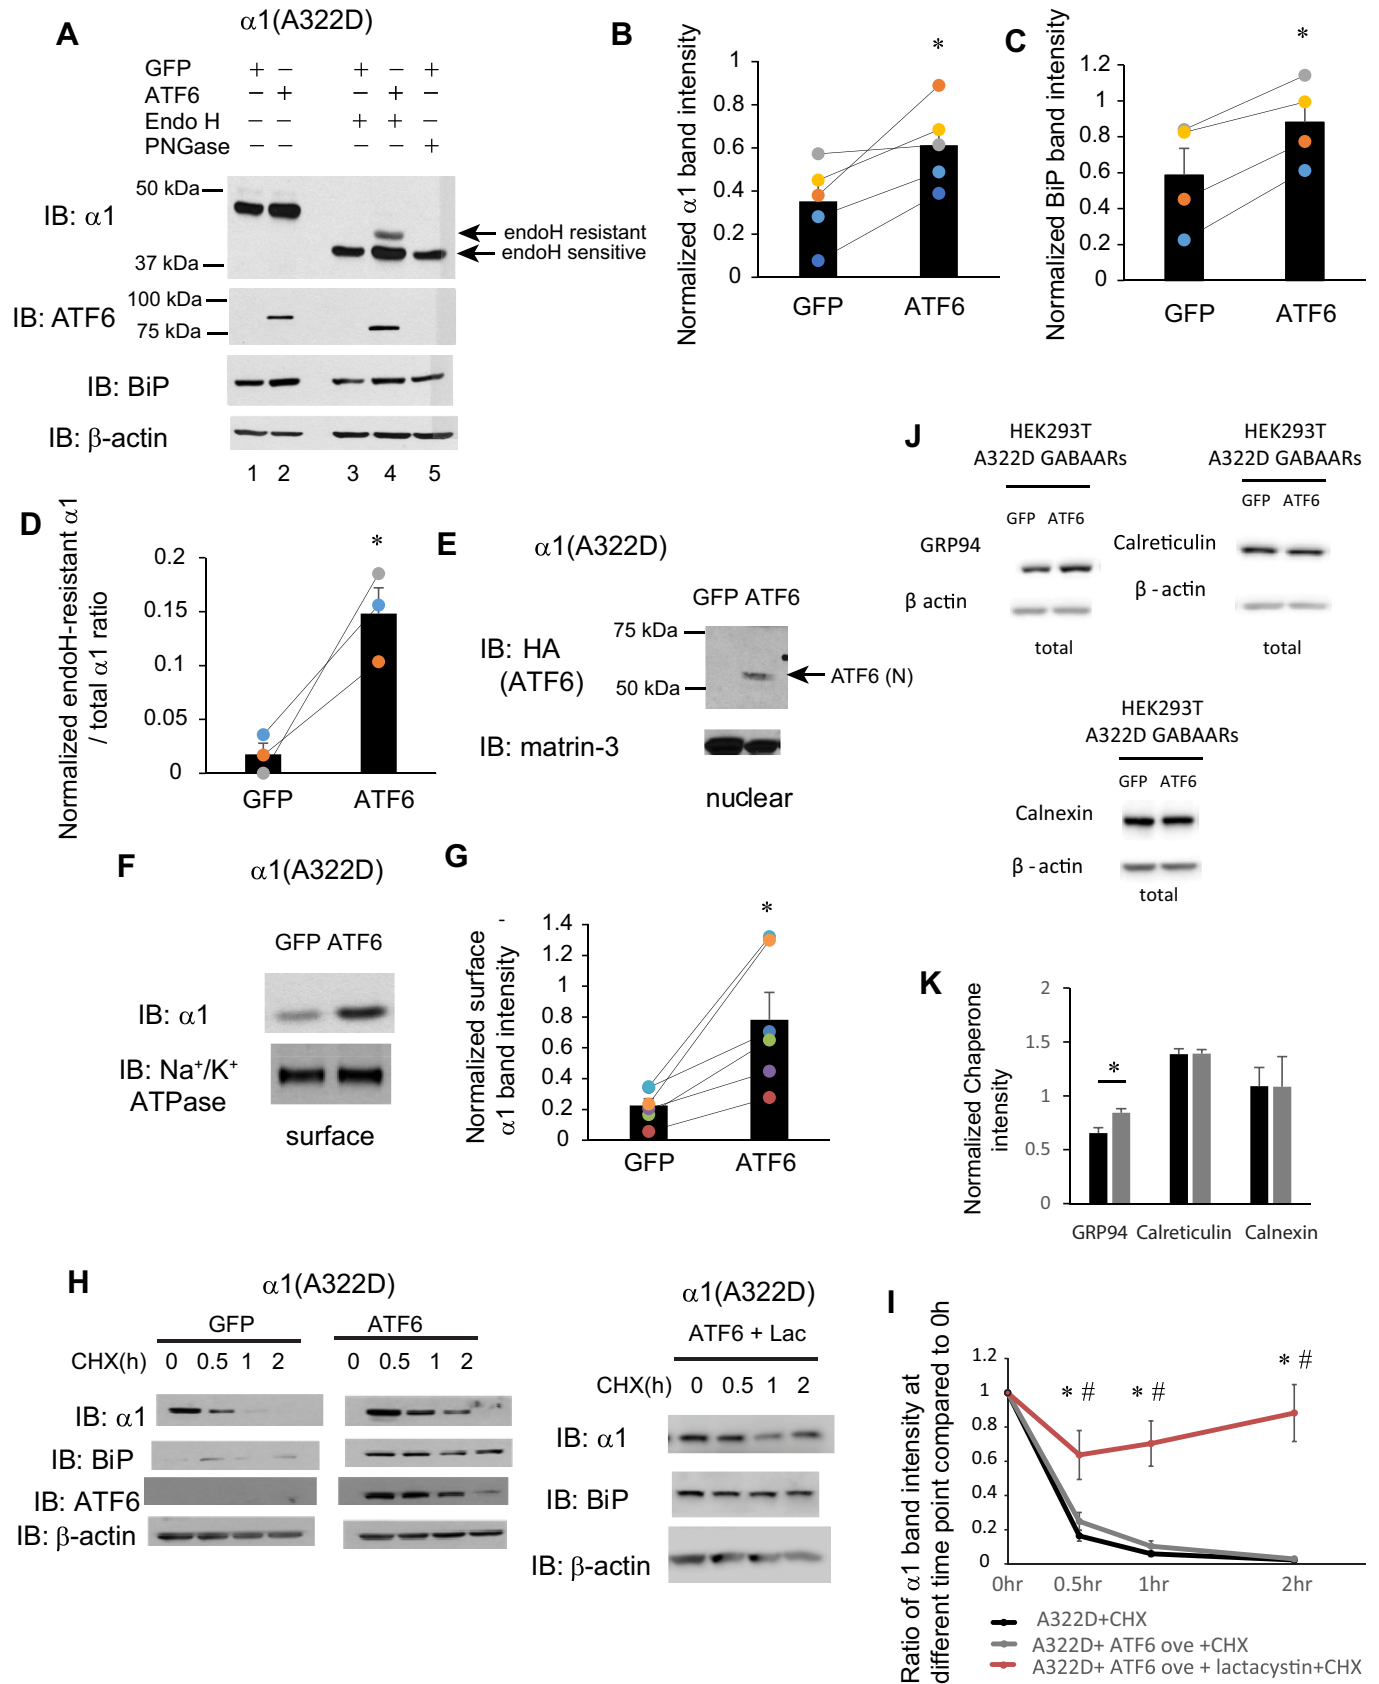 A
α1(A322D)
GFP + − + − +
ATF6 − + − + −
Endo H − − + + −
PNGase − − +
50 kDa
IB: α1
37 kDa
endoH resistant
endoH sensitive
100 kDa
IB: ATF6
75 kDa
IB: BiP
IB: β-actin
1 2 3 4 5
B
Normalized α1 band intensity
1
0.8
0.6
0.4
0.2
0
*
GFP ATF6
C
Normalized BiP band intensity
1.2
1
0.8
0.6
0.4
0.2
0
*
GFP ATF6
D
Normalized endoH-resistant α1
/ total α1 ratio
0.2
0.15
0.1
0.05
0
*
GFP ATF6
E
α1(A322D)
GFP ATF6
75 kDa
IB: HA
(ATF6)
50 kDa
ATF6 (N)
IB: matrin-3
nuclear
J
HEK293T
A322D GABAARs
GFP ATF6
GRP94
β actin
total
HEK293T
A322D GABAARs
GFP ATF6
Calreticulin
β - actin
total
HEK293T
A322D GABAARs
GFP ATF6
Calnexin
β - actin
total
F
α1(A322D)
GFP ATF6
IB: α1
IB: Na⁺/K⁺
ATPase
surface
G
Normalized surface
α1 band intensity
-
1.4
1.2
1
0.8
0.6
0.4
0.2
0
*
GFP ATF6
K
Normalized Chaperone
intensity
2
1.5
1
0.5
0
*
GRP94 Calreticulin Calnexin
H
α1(A322D)
GFP ATF6
CHX(h) 0 0.5 1 2 0 0.5 1 2
IB: α1
IB: BiP
IB: ATF6
IB: β-actin
α1(A322D)
ATF6 + Lac
CHX(h) 0 0.5 1 2
IB: α1
IB: BiP
IB: β-actin
I
Ratio of α1 band intensity at
different time point compared to 0h
1.2
1
0.8
0.6
0.4
0.2
0
* # * # * #
0hr 0.5hr 1hr 2hr
A322D+CHX
A322D+ ATF6 ove +CHX
A322D+ ATF6 ove + lactacystin+CHX